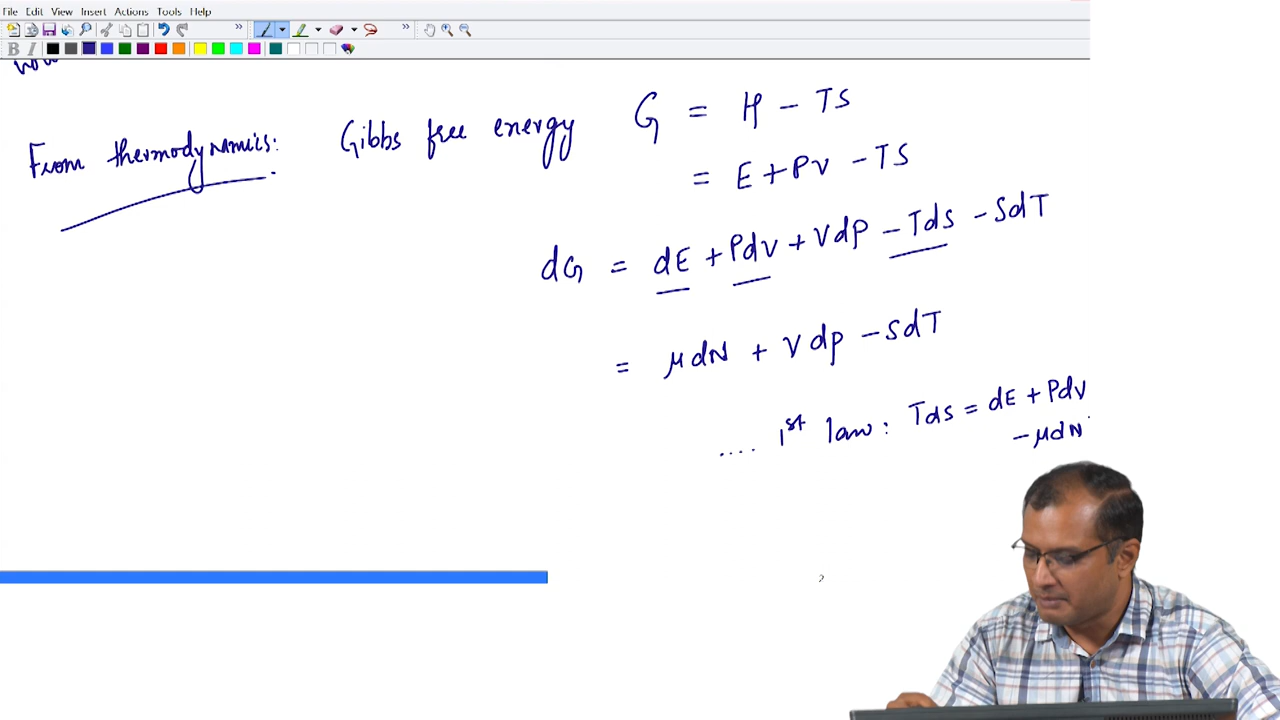 File Edit View Insert Actions Tools Help
B I
now
From thermodynamics: Gibbs free energy G = H - TS
= E + PV - TS
dG = dE + PdV + Vdp - Tds - SdT
= μdN + Vdp - SdT
.... 1st law: Tds = dE + PdV
- μdN